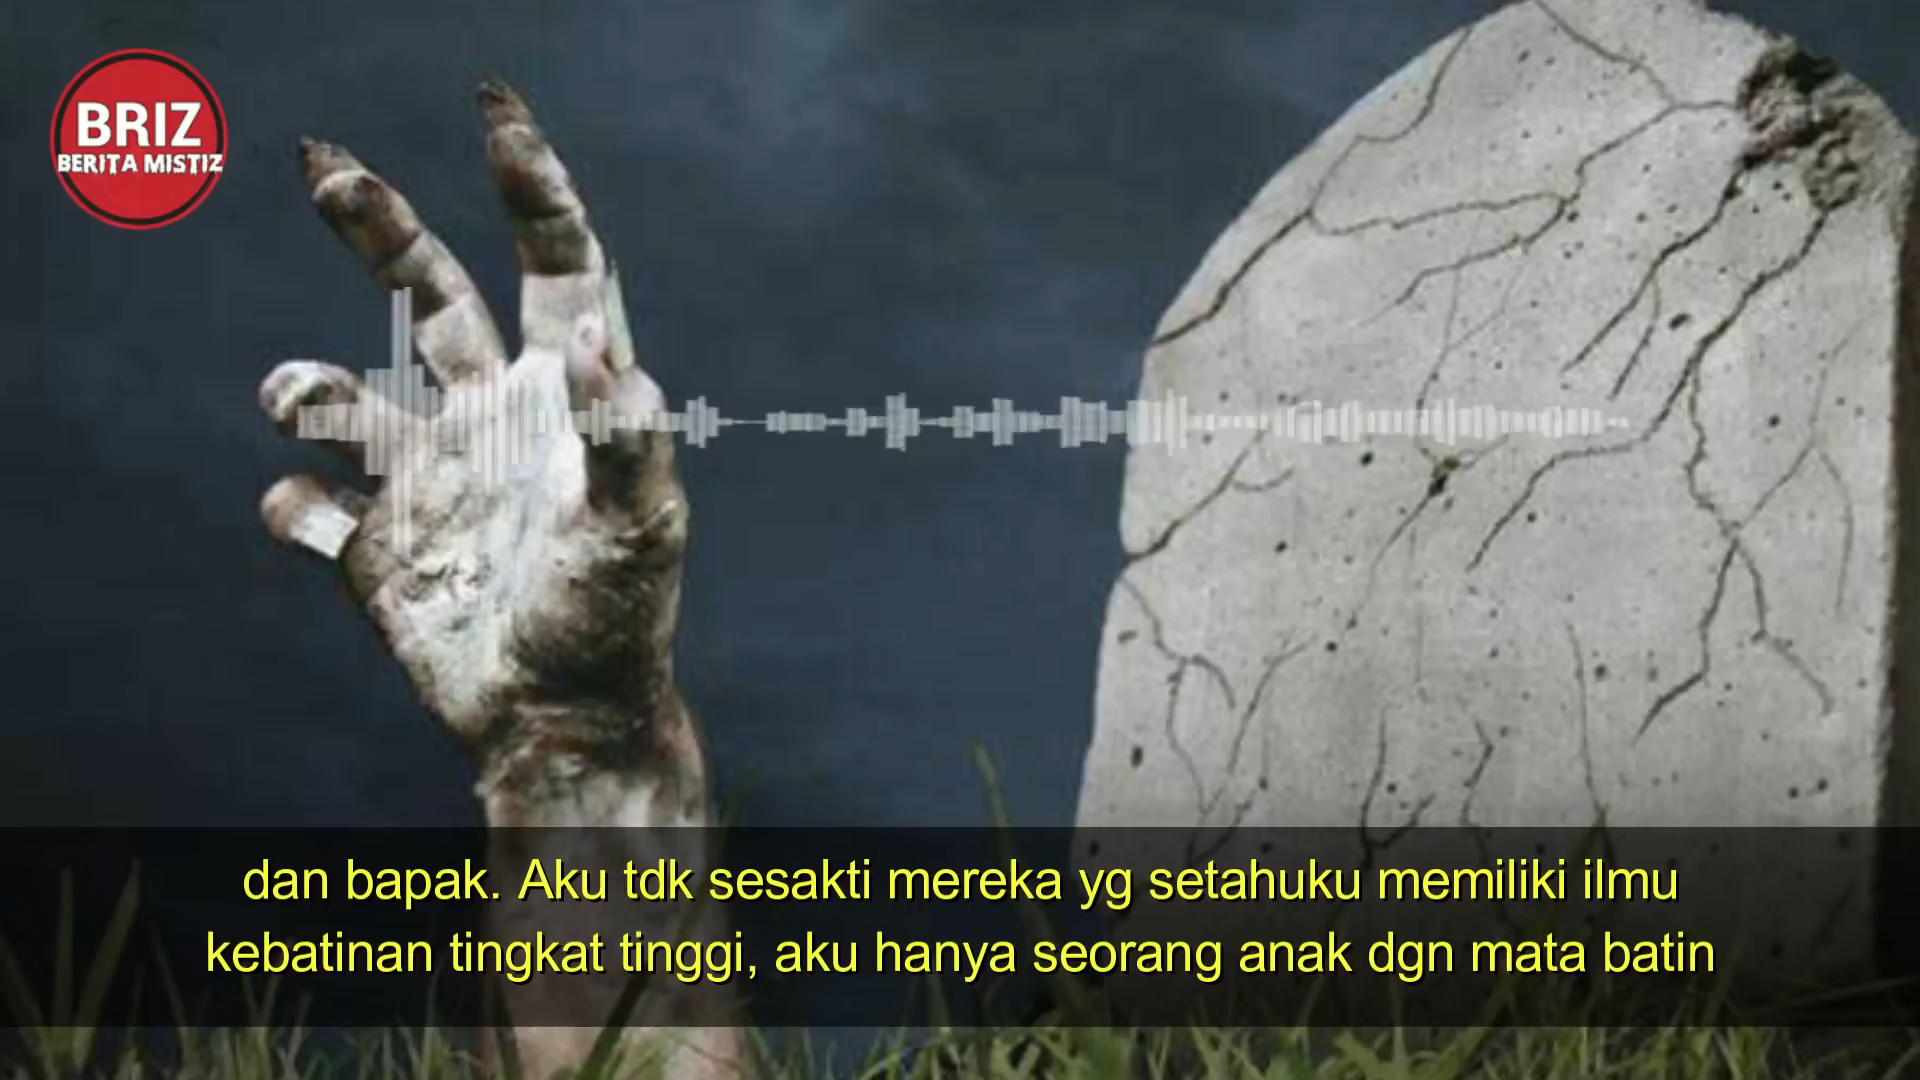 BRIZ
BERITA MISTIZ
dan bapak. Aku tdk sesakti mereka yg setahuku memiliki ilmu
kebatinan tingkat tinggi, aku hanya seorang anak dgn mata batin